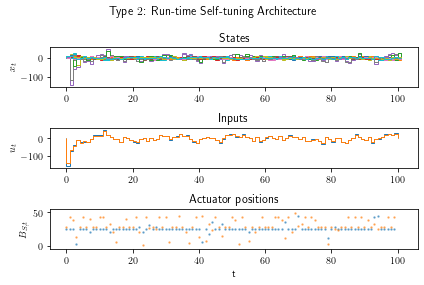 Type 2: Run-time Self-tuning Architecture
States
x_t
0
−100
0 20 40 60 80 100
Inputs
u_t
0
−100
0 20 40 60 80 100
Actuator positions
B_{S,t}
50
0
0 20 40 60 80 100
t